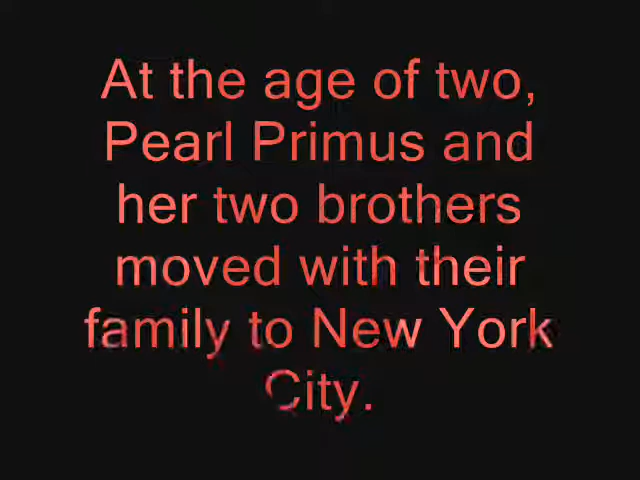 At the age of two,
Pearl Primus and
her two brothers
moved with their
family to New York
City.